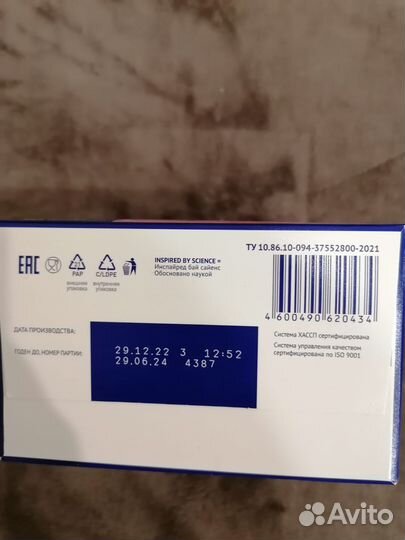 ТУ 10.86.10-094-37552800-2021
EAC
21
PAP
внешняя
упаковка
C/LDPE
внутренняя
упаковка
INSPIRED BY SCIENCE =
Инспайред бай сайенс
Обосновано наукой
4 600490 620434
Система ХАССП сертифицирована
Система управления качеством
сертифицирована по ISO 9001
ДАТА ПРОИЗВОДСТВА:
ГОДЕН ДО, НОМЕР ПАРТИИ:
29.12.22 3 12:52
29.06.24 4387
Avito